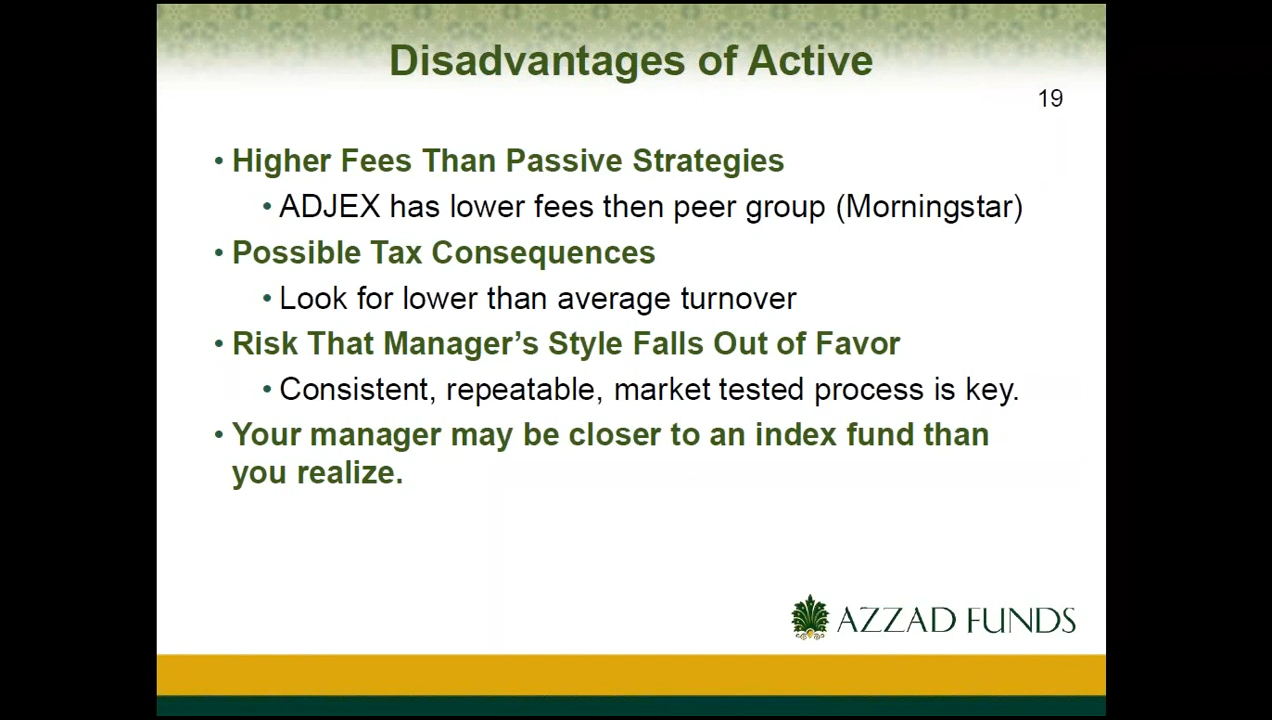 Disadvantages of Active
19
• Higher Fees Than Passive Strategies
• ADJEX has lower fees then peer group (Morningstar)
• Possible Tax Consequences
• Look for lower than average turnover
• Risk That Manager’s Style Falls Out of Favor
• Consistent, repeatable, market tested process is key.
• Your manager may be closer to an index fund than
you realize.
AZZAD FUNDS